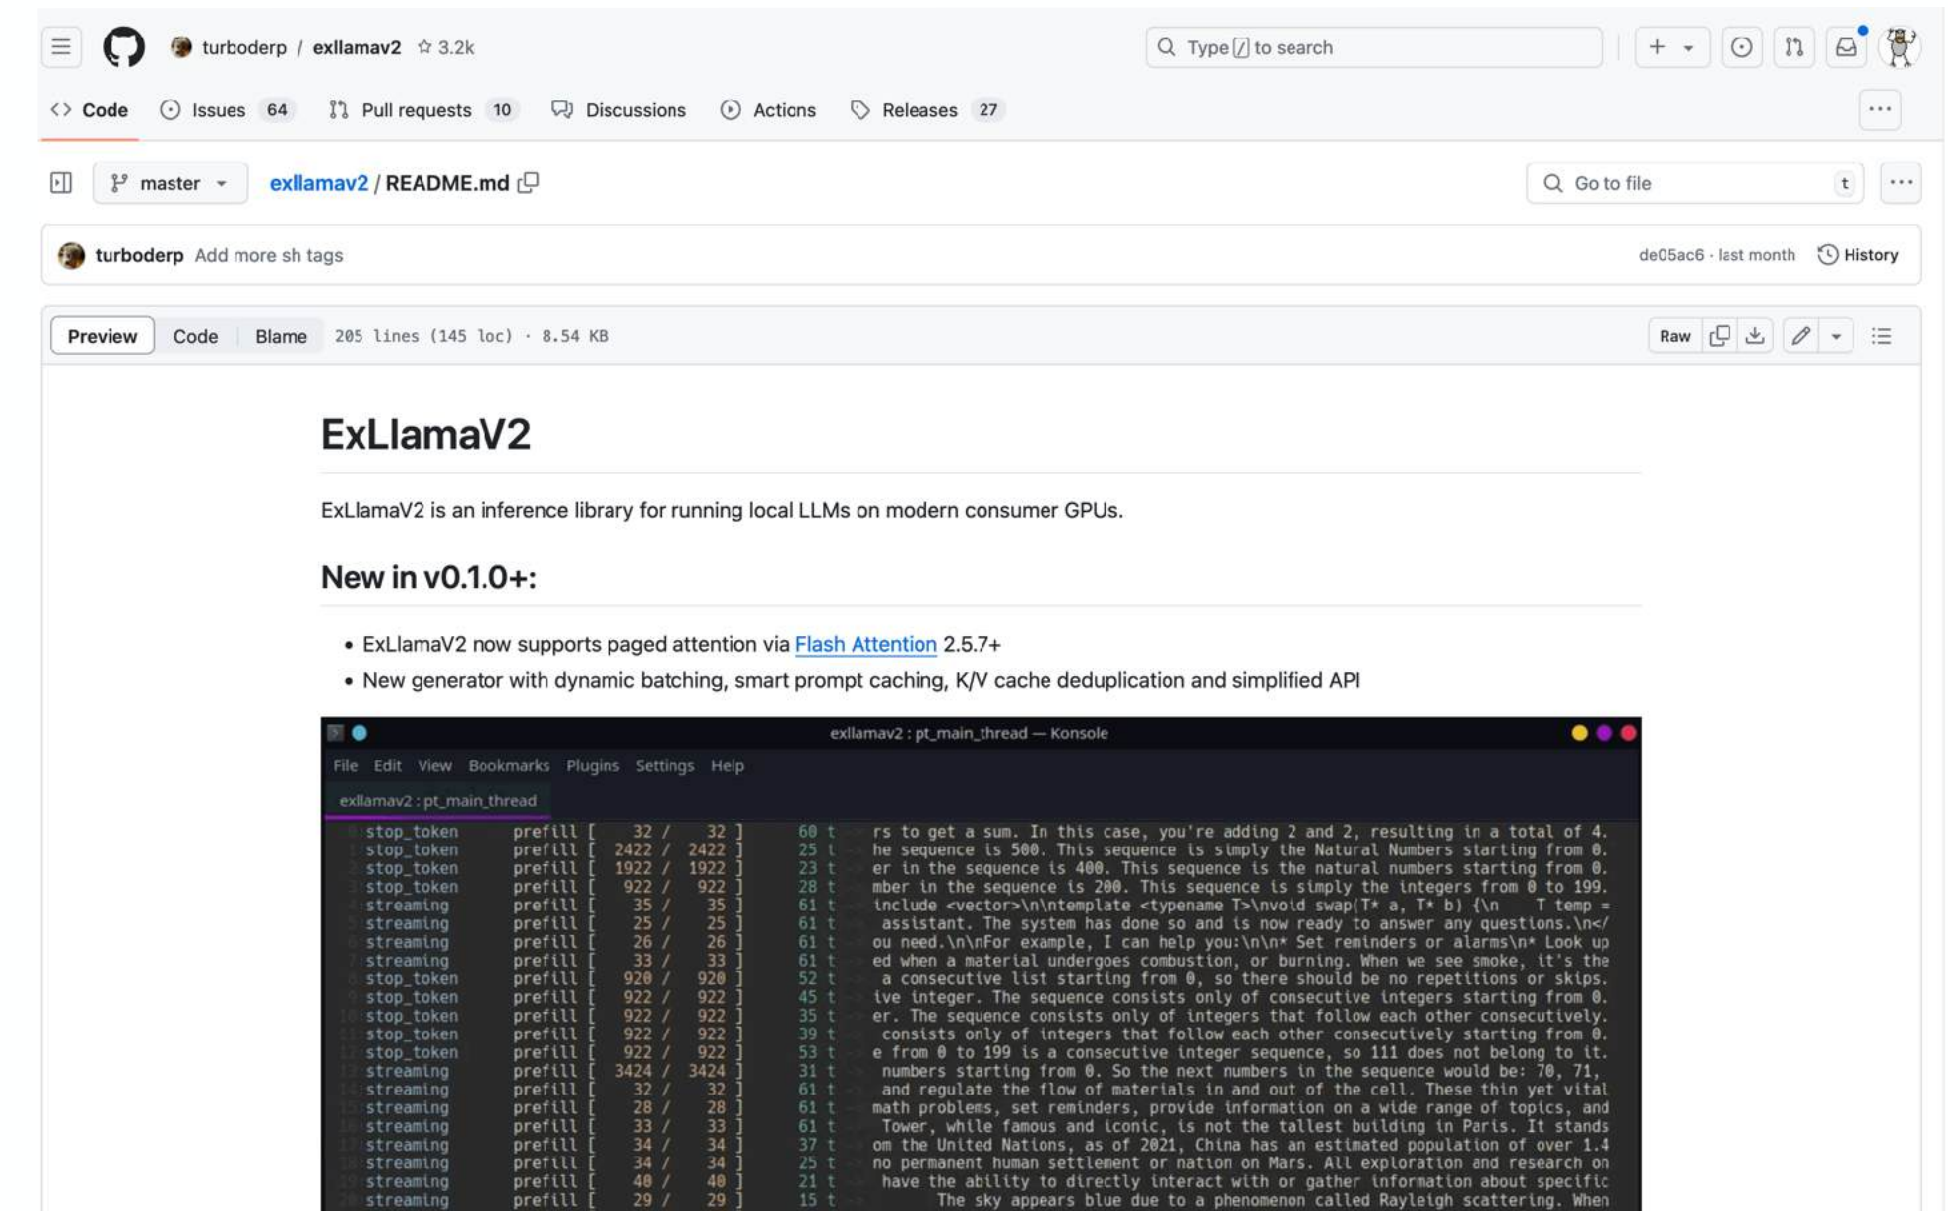 turboderp / exllamav2 3.2k
Type / to search
Code Issues 64 Pull requests 10 Discussions Actions Releases 27
master exllamav2 / README.md
Go to file t
turboderp Add more sh tags
de05ac6 · last month History
Preview Code Blame 205 lines (145 loc) · 8.54 KB
Raw
ExLlamaV2
ExLlamaV2 is an inference library for running local LLMs on modern consumer GPUs.
New in v0.1.0+:
• ExLlamaV2 now supports paged attention via Flash Attention 2.5.7+
• New generator with dynamic batching, smart prompt caching, K/V cache deduplication and simplified API
exllamav2 : pt_main_thread — Konsole
File Edit View Bookmarks Plugins Settings Help
exllamav2 : pt_main_thread
0 stop_token prefill [ 32 / 32 ] 60 t -> rs to get a sum. In this case, you're adding 2 and 2, resulting in a total of 4.
1 stop_token prefill [ 2422 / 2422 ] 25 t -> he sequence is 500. This sequence is simply the Natural Numbers starting from 0.
2 stop_token prefill [ 1922 / 1922 ] 23 t -> er in the sequence is 400. This sequence is the natural numbers starting from 0.
3 stop_token prefill [ 922 / 922 ] 28 t -> mber in the sequence is 200. This sequence is simply the integers from 0 to 199.
4 streaming prefill [ 35 / 35 ] 61 t -> include <vector>\n\ntemplate <typename T>\nvoid swap(T* a, T* b) {\n T temp =
5 streaming prefill [ 25 / 25 ] 61 t -> assistant. The system has done so and is now ready to answer any questions.\n</
6 streaming prefill [ 26 / 26 ] 61 t -> ou need.\n\nFor example, I can help you:\n\n* Set reminders or alarms\n* Look up
7 streaming prefill [ 33 / 33 ] 61 t -> ed when a material undergoes combustion, or burning. When we see smoke, it's the
8 stop_token prefill [ 920 / 920 ] 52 t -> a consecutive list starting from 0, so there should be no repetitions or skips.
9 stop_token prefill [ 922 / 922 ] 45 t -> ive integer. The sequence consists only of consecutive integers starting from 0.
10 stop_token prefill [ 922 / 922 ] 35 t -> er. The sequence consists only of integers that follow each other consecutively.
11 stop_token prefill [ 922 / 922 ] 39 t -> consists only of integers that follow each other consecutively starting from 0.
12 stop_token prefill [ 922 / 922 ] 53 t -> e from 0 to 199 is a consecutive integer sequence, so 111 does not belong to it.
13 streaming prefill [ 3424 / 3424 ] 31 t -> numbers starting from 0. So the next numbers in the sequence would be: 70, 71,
14 streaming prefill [ 32 / 32 ] 61 t -> and regulate the flow of materials in and out of the cell. These thin yet vital
15 streaming prefill [ 28 / 28 ] 61 t -> math problems, set reminders, provide information on a wide range of topics, and
16 streaming prefill [ 33 / 33 ] 61 t -> Tower, while famous and iconic, is not the tallest building in Paris. It stands
17 streaming prefill [ 34 / 34 ] 37 t -> om the United Nations, as of 2021, China has an estimated population of over 1.4
18 streaming prefill [ 34 / 34 ] 25 t -> no permanent human settlement or nation on Mars. All exploration and research on
19 streaming prefill [ 40 / 40 ] 21 t -> have the ability to directly interact with or gather information about specific
20 streaming prefill [ 29 / 29 ] 15 t -> The sky appears blue due to a phenomenon called Rayleigh scattering. When